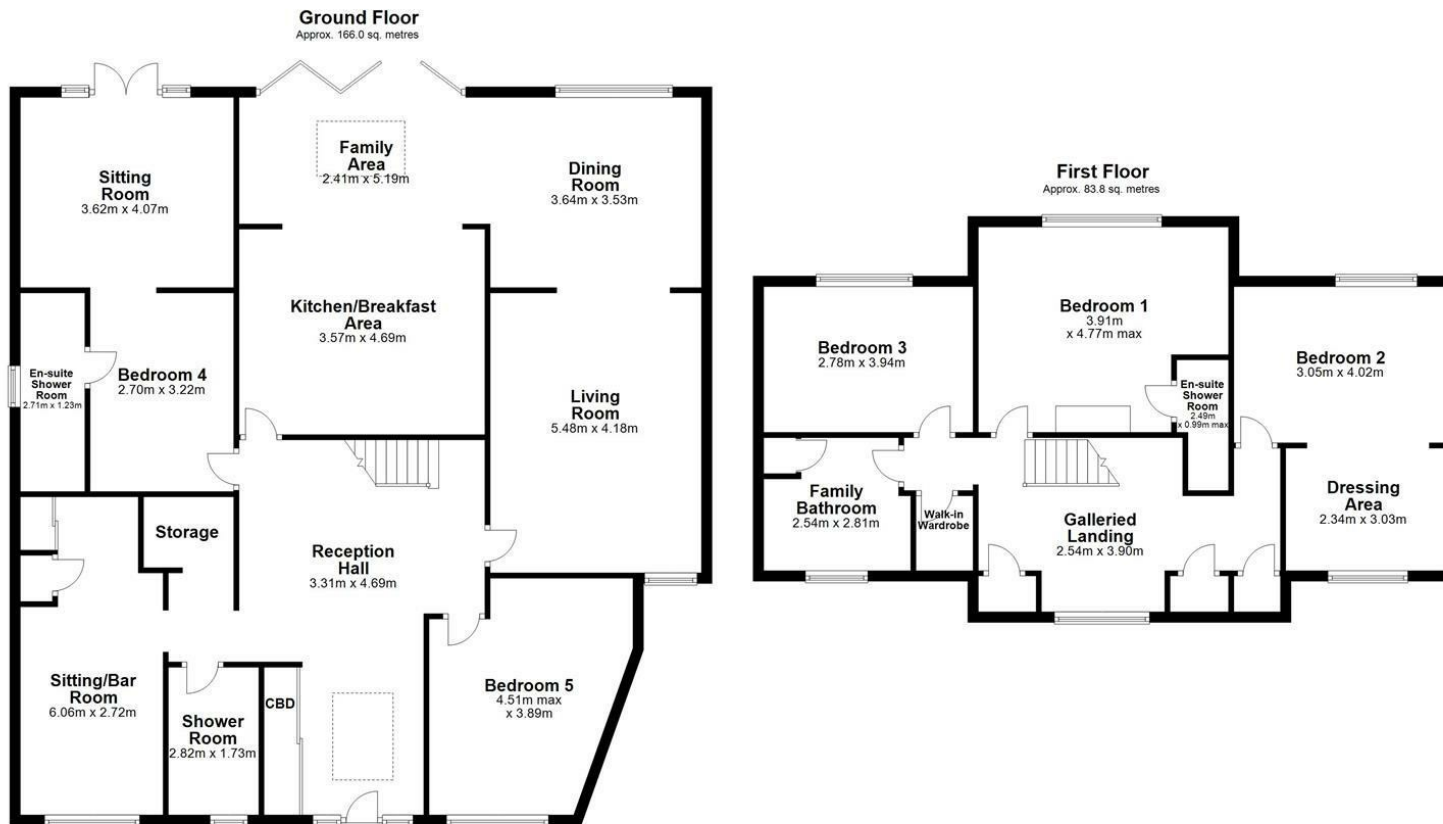 Ground Floor
Approx. 166.0 sq. metres
Sitting
Room
3.62m x 4.07m
Family
Area
2.41m x 5.19m
Dining
Room
3.64m x 3.53m
Kitchen/Breakfast
Area
3.57m x 4.69m
En-suite
Shower
Room
2.71m x 1.23m
Bedroom 4
2.70m x 3.22m
Living
Room
5.48m x 4.18m
Storage
Reception
Hall
3.31m x 4.69m
Sitting/Bar
Room
6.06m x 2.72m
Shower
Room
2.82m x 1.73m
CBD
Bedroom 5
4.51m max
x 3.89m
First Floor
Approx. 83.8 sq. metres
Bedroom 1
3.91m
x 4.77m max
Bedroom 3
2.78m x 3.94m
Bedroom 2
3.05m x 4.02m
En-suite
Shower
Room
2.49m
x 0.99m max
Family
Bathroom
2.54m x 2.81m
Walk-in
Wardrobe
Galleried
Landing
2.54m x 3.90m
Dressing
Area
2.34m x 3.03m